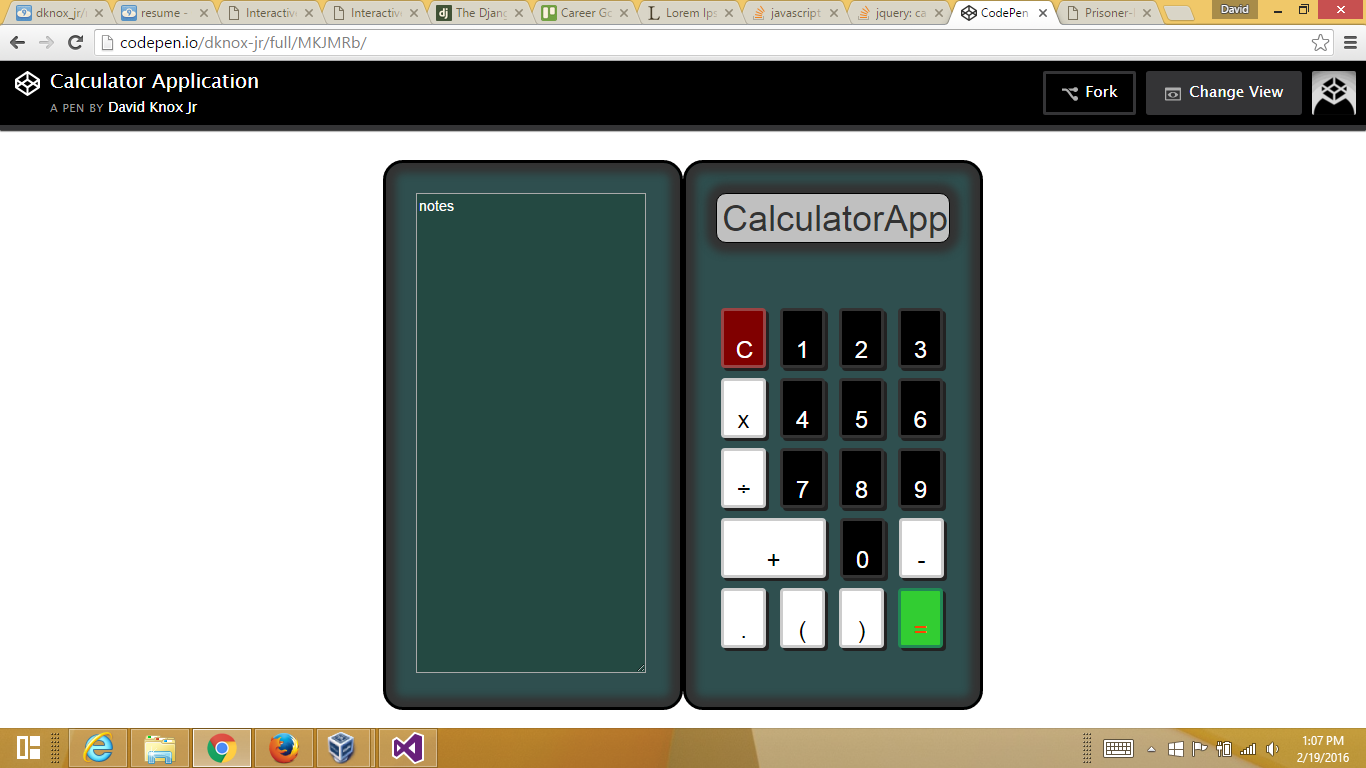 dknox_jr/
resume -
Interactive
Interactive
The Djang
Career Go
Lorem Ips
javascript
jquery: ca
CodePen
Prisoner-
David
codepen.io/dknox-jr/full/MKJMRb/
Calculator Application
A PEN BY David Knox Jr
Fork
Change View
notes
CalculatorApp
C 1 2 3
x 4 5 6
÷ 7 8 9
+ 0 -
. ( ) =
1:07 PM
2/19/2016